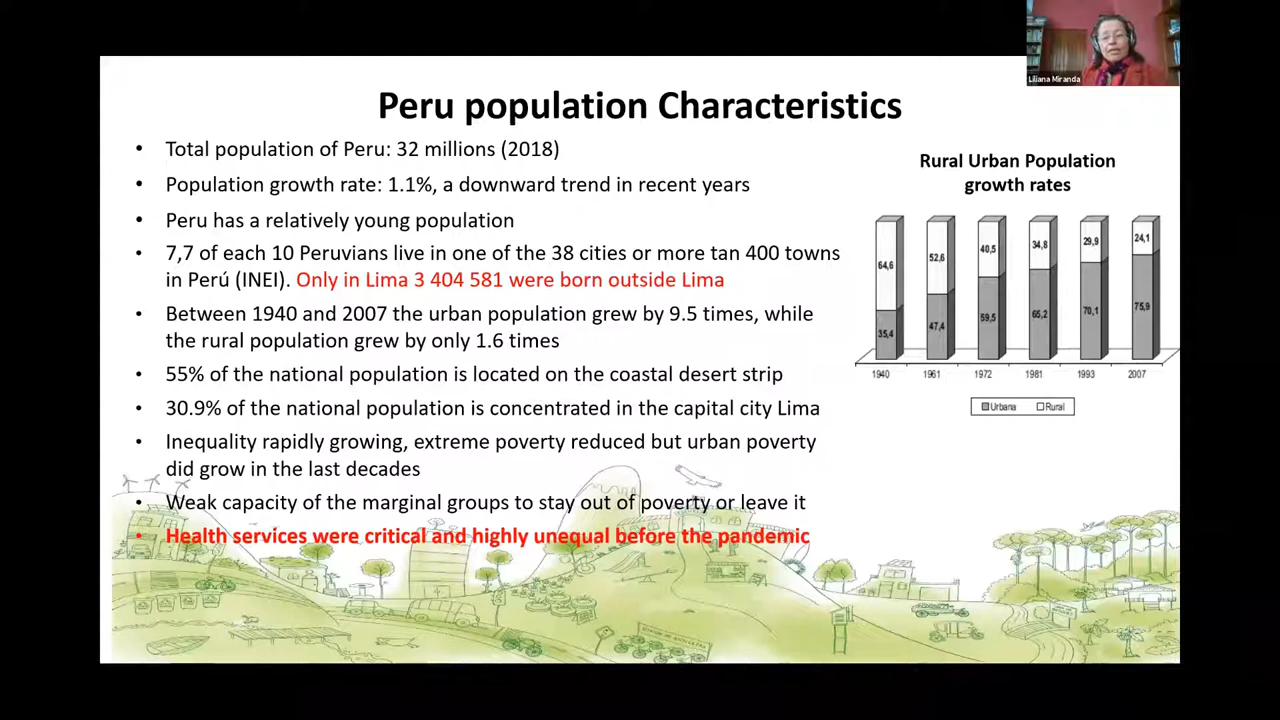 Liliana Miranda
Peru population Characteristics
• Total population of Peru: 32 millions (2018)
• Population growth rate: 1.1%, a downward trend in recent years
• Peru has a relatively young population
• 7,7 of each 10 Peruvians live in one of the 38 cities or more tan 400 towns
in Perú (INEI). Only in Lima 3 404 581 were born outside Lima
• Between 1940 and 2007 the urban population grew by 9.5 times, while
the rural population grew by only 1.6 times
• 55% of the national population is located on the coastal desert strip
• 30.9% of the national population is concentrated in the capital city Lima
• Inequality rapidly growing, extreme poverty reduced but urban poverty
did grow in the last decades
• Weak capacity of the marginal groups to stay out of poverty or leave it
• Health services were critical and highly unequal before the pandemic
Rural Urban Population
growth rates
64,6 52,6 40,5 34,8 29,9 24,1
35,4 47,4 59,5 65,2 70,1 75,9
1940 1961 1972 1981 1993 2007
Urbana Rural